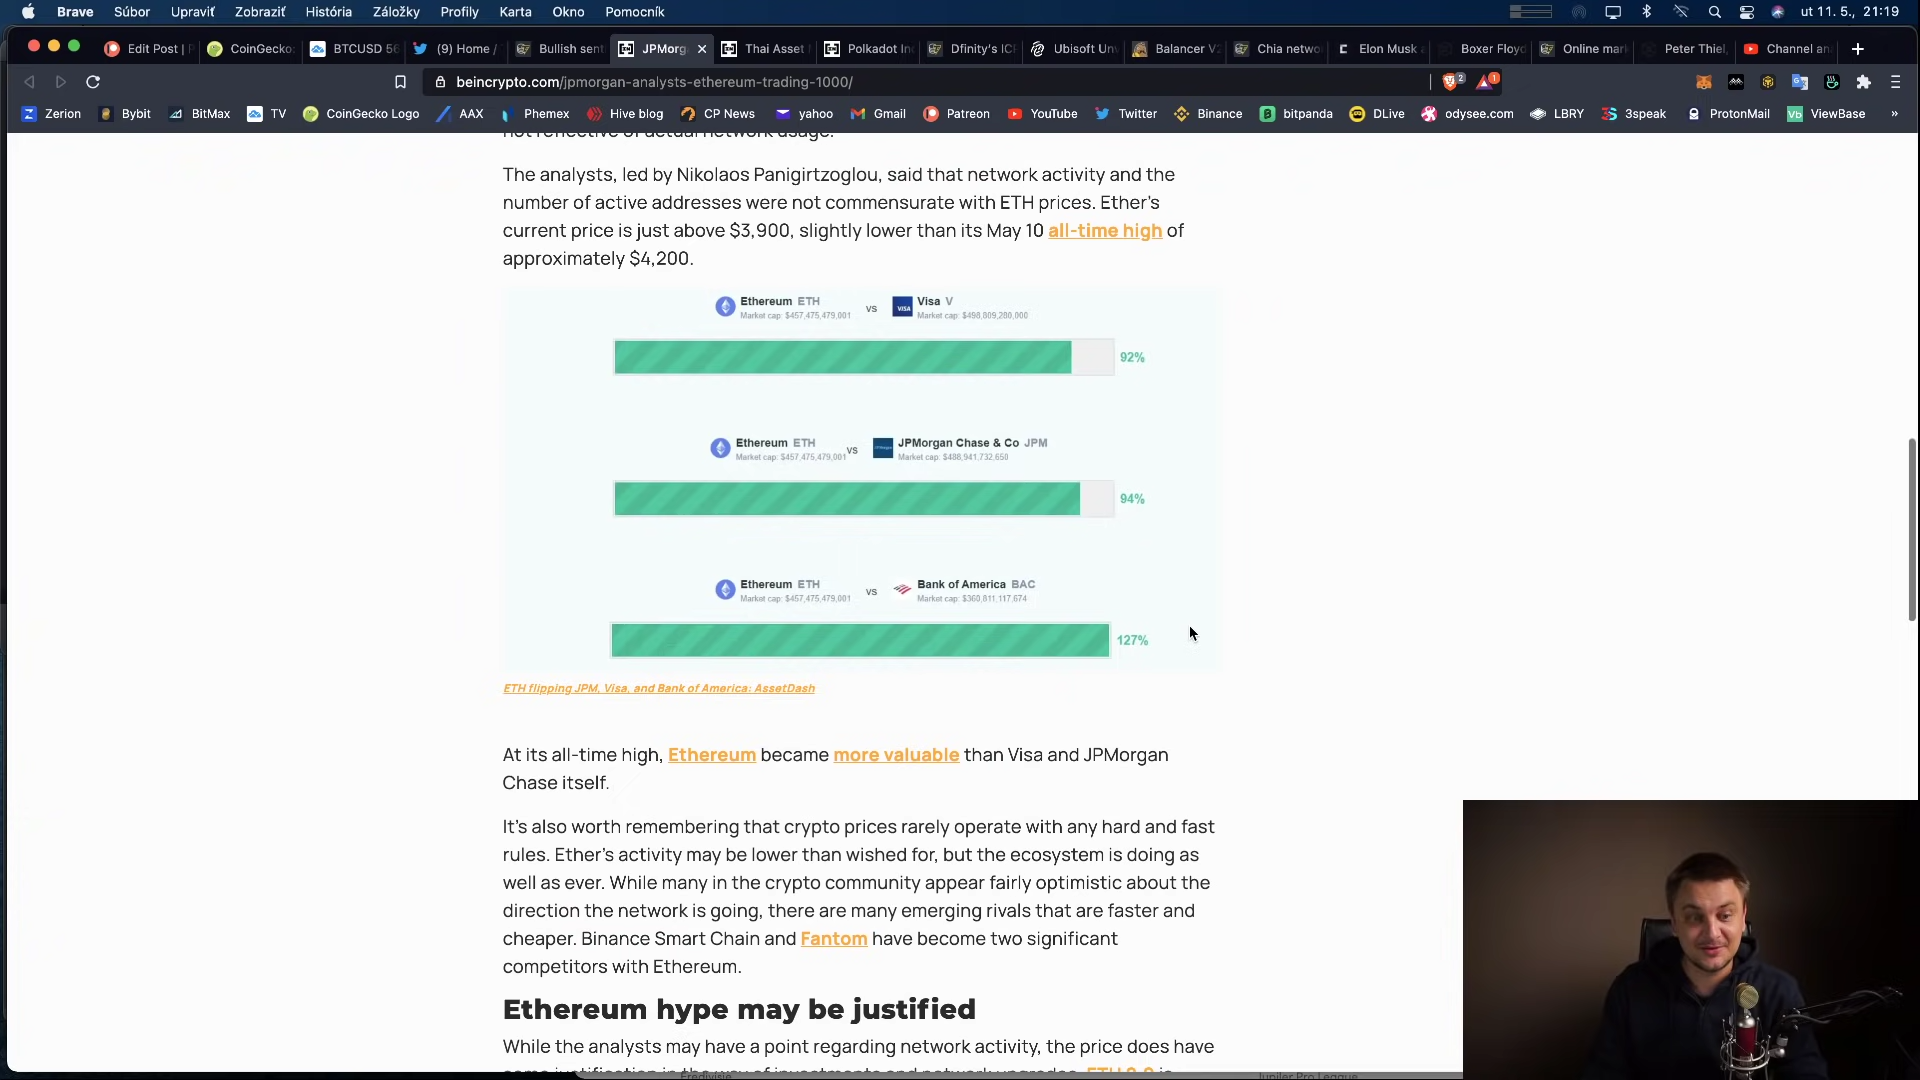 Brave Súbor Upraviť Zobraziť História Záložky Profily Karta Okno Pomocník ut 11. 5., 21:19
Edit Post | P CoinGecko: BTCUSD 56 (9) Home / Bullish sent JPMorg Thai Asset Polkadot In Dfinity's IC Ubisoft Un Balancer V2 Chia netwo Elon Musk a Boxer Floyd Online mar Peter Thiel, Channel an
beincrypto.com/jpmorgan-analysts-ethereum-trading-1000/ 2 1
Zerion Bybit BitMax TV CoinGecko Logo AAX Phemex Hive blog CP News yahoo Gmail Patreon YouTube Twitter Binance bitpanda DLive odysee.com LBRY 3speak ProtonMail ViewBase »
not reflective of actual network usage.
The analysts, led by Nikolaos Panigirtzoglou, said that network activity and the
number of active addresses were not commensurate with ETH prices. Ether's
current price is just above $3,900, slightly lower than its May 10 all-time high of
approximately $4,200.
Ethereum ETH vs Visa V
Market cap: $457,475,479,001 VISA Market cap: $498,809,280,000
92%
Ethereum ETH vs JPMorgan Chase & Co JPM
Market cap: $457,475,479,001 Market cap: $488,941,732,650
94%
Ethereum ETH vs Bank of America BAC
Market cap: $457,475,479,001 Market cap: $360,811,117,674
127%
ETH flipping JPM, Visa, and Bank of America: AssetDash
At its all-time high, Ethereum became more valuable than Visa and JPMorgan
Chase itself.
It's also worth remembering that crypto prices rarely operate with any hard and fast
rules. Ether's activity may be lower than wished for, but the ecosystem is doing as
well as ever. While many in the crypto community appear fairly optimistic about the
direction the network is going, there are many emerging rivals that are faster and
cheaper. Binance Smart Chain and Fantom have become two significant
competitors with Ethereum.
Ethereum hype may be justified
While the analysts may have a point regarding network activity, the price does have
some justification in the way of investments and network upgrades. ETH 2.0 is
Eredivisie Jupiler Pro League